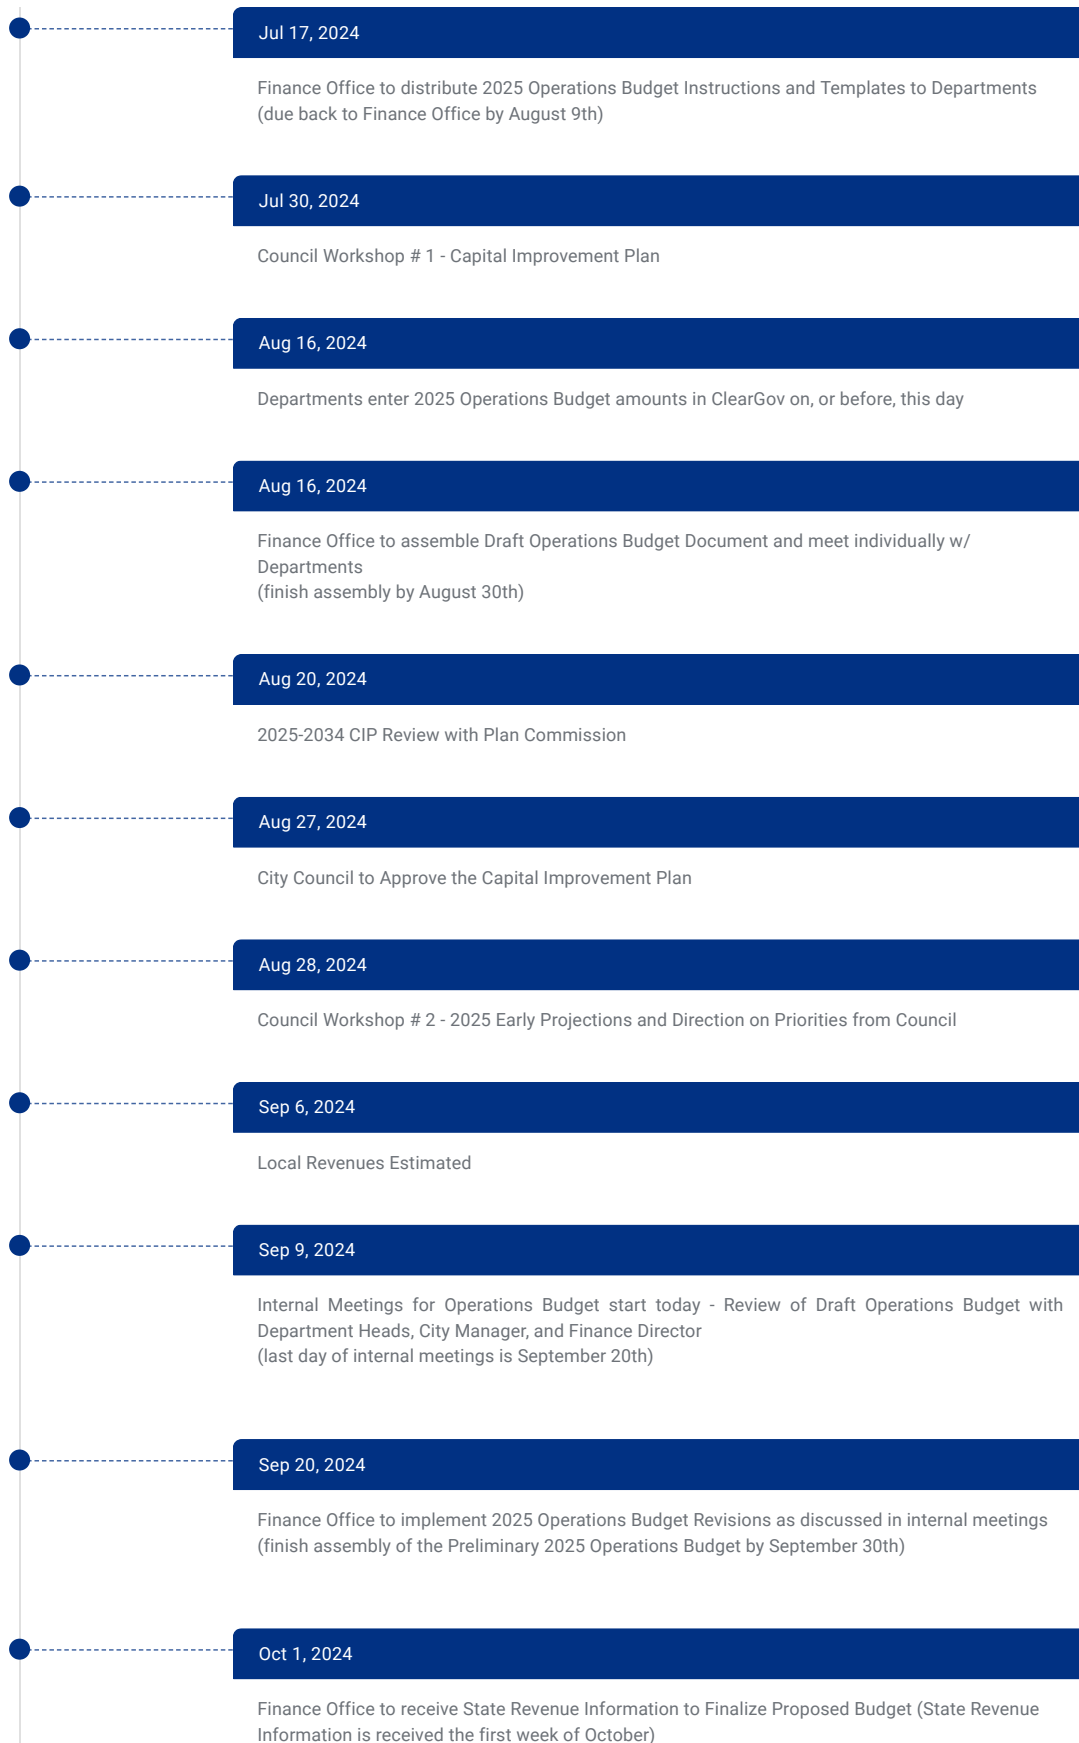 Jul 17, 2024
Finance Office to distribute 2025 Operations Budget Instructions and Templates to Departments
(due back to Finance Office by August 9th)
Jul 30, 2024
Council Workshop # 1 - Capital Improvement Plan
Aug 16, 2024
Departments enter 2025 Operations Budget amounts in ClearGov on, or before, this day
Aug 16, 2024
Finance Office to assemble Draft Operations Budget Document and meet individually w/
Departments
(finish assembly by August 30th)
Aug 20, 2024
2025-2034 CIP Review with Plan Commission
Aug 27, 2024
City Council to Approve the Capital Improvement Plan
Aug 28, 2024
Council Workshop # 2 - 2025 Early Projections and Direction on Priorities from Council
Sep 6, 2024
Local Revenues Estimated
Sep 9, 2024
Internal Meetings for Operations Budget start today - Review of Draft Operations Budget with
Department Heads, City Manager, and Finance Director
(last day of internal meetings is September 20th)
Sep 20, 2024
Finance Office to implement 2025 Operations Budget Revisions as discussed in internal meetings
(finish assembly of the Preliminary 2025 Operations Budget by September 30th)
Oct 1, 2024
Finance Office to receive State Revenue Information to Finalize Proposed Budget (State Revenue
Information is received the first week of October)